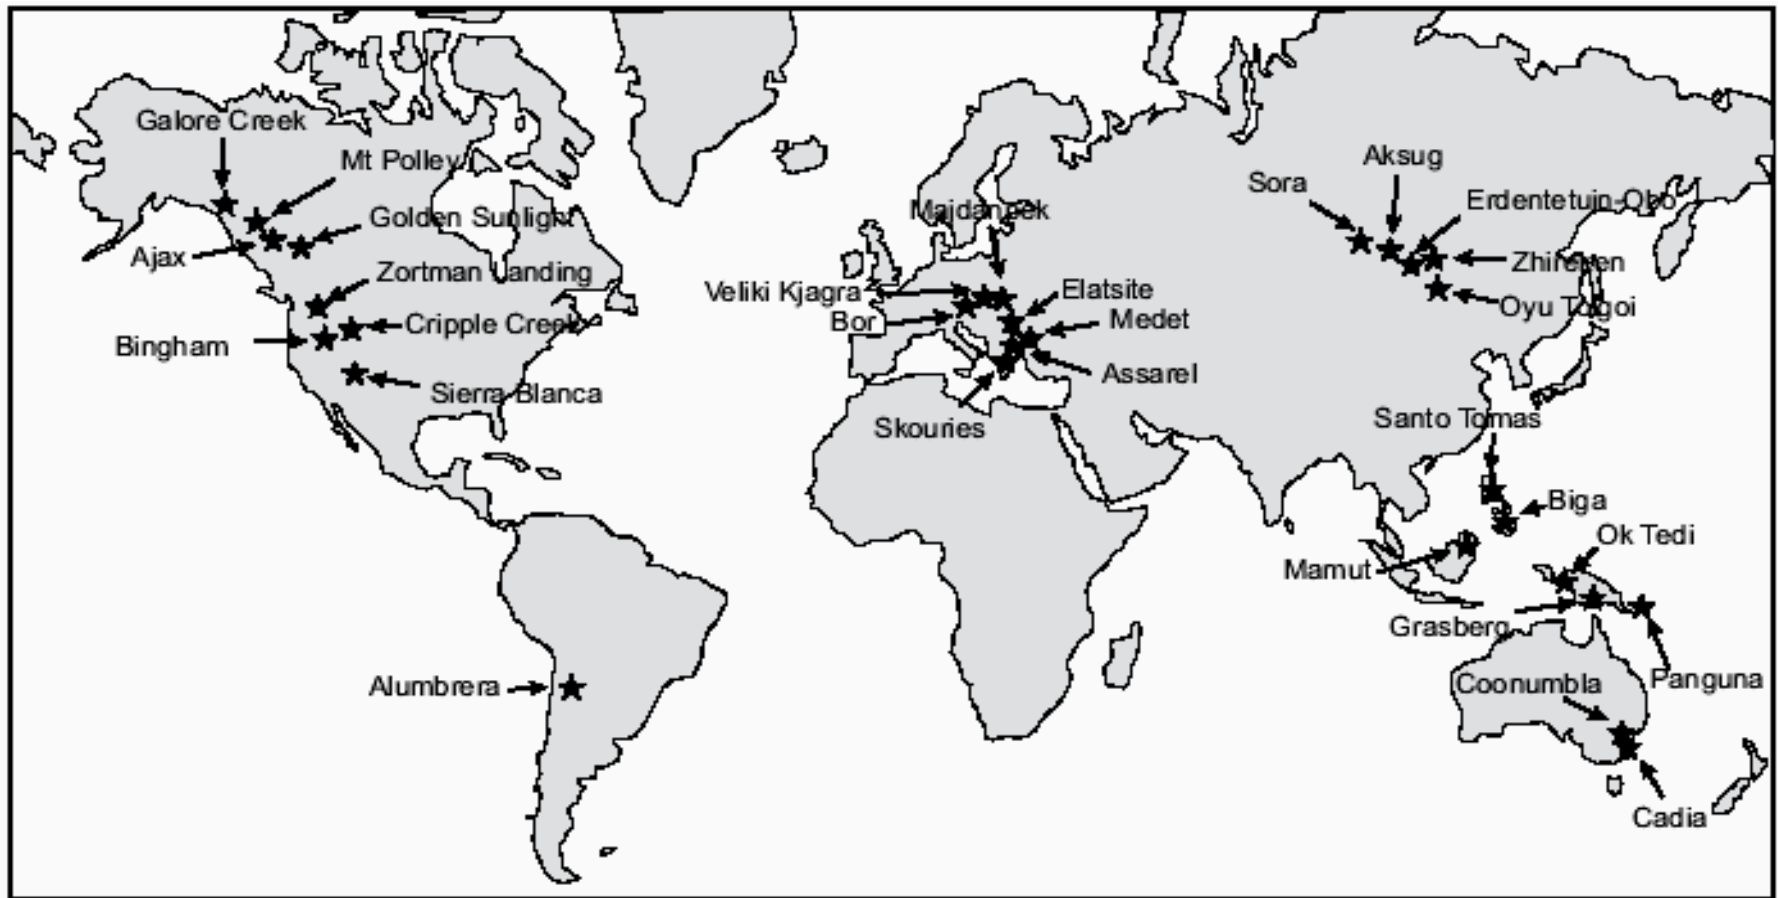 Galore Creek
Mt Polley
Golden Sunlight
Ajax
Zortman Landing
Cripple Creek
Bingham
Sierra Blanca
Alumbrera
Majdanpek
Veliki Kjagra
Bor
Elatsite
Medet
Assarel
Skouries
Sora
Aksug
Erdentetuin-Obo
Zhireken
Oyu Tolgoi
Santo Tomas
Biga
Ok Tedi
Mamut
Grasberg
Panguna
Coonumbla
Cadia